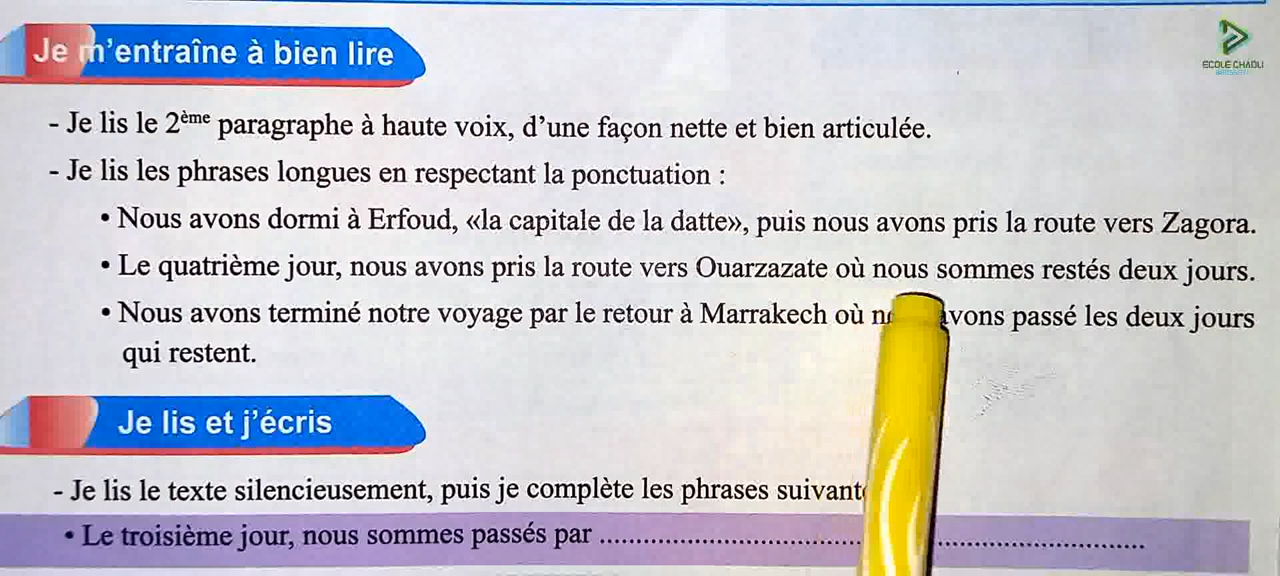 Je m'entraîne à bien lire
ECOLE CHAOLI
- Je lis le 2ème paragraphe à haute voix, d'une façon nette et bien articulée.
- Je lis les phrases longues en respectant la ponctuation :
• Nous avons dormi à Erfoud, «la capitale de la datte», puis nous avons pris la route vers Zagora.
• Le quatrième jour, nous avons pris la route vers Ouarzazate où nous sommes restés deux jours.
• Nous avons terminé notre voyage par le retour à Marrakech où passé les deux jours
qui restent.
Je lis et j'écris
- Je lis le texte silencieusement, puis je complète les phrases
• Le troisième jour, nous sommes passés par ................................................................